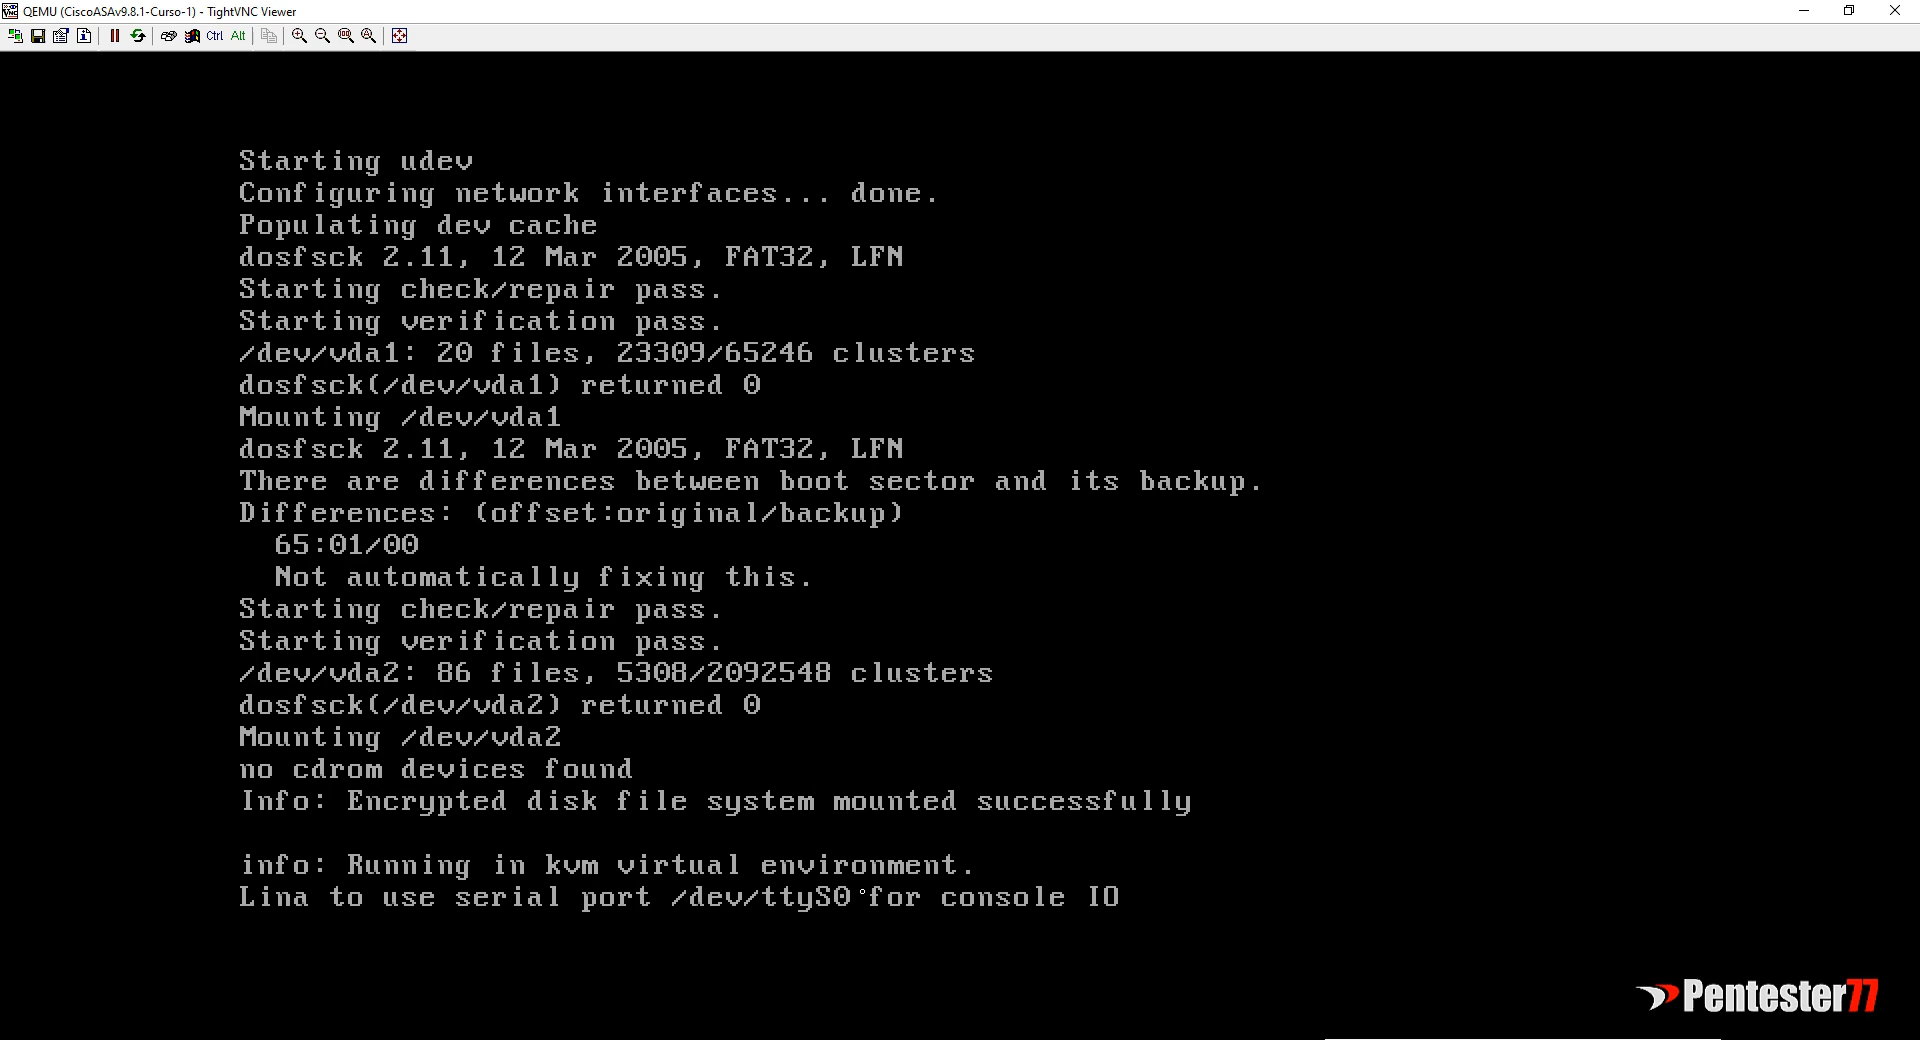 QEMU (CiscoASAv9.8.1-Curso-1) - TightVNC Viewer
Ctrl Alt
Starting udev
Configuring network interfaces... done.
Populating dev cache
dosfsck 2.11, 12 Mar 2005, FAT32, LFN
Starting check/repair pass.
Starting verification pass.
/dev/vda1: 20 files, 23309/65246 clusters
dosfsck(/dev/vda1) returned 0
Mounting /dev/vda1
dosfsck 2.11, 12 Mar 2005, FAT32, LFN
There are differences between boot sector and its backup.
Differences: (offset:original/backup)
  65:01/00
  Not automatically fixing this.
Starting check/repair pass.
Starting verification pass.
/dev/vda2: 86 files, 5308/2092548 clusters
dosfsck(/dev/vda2) returned 0
Mounting /dev/vda2
no cdrom devices found
Info: Encrypted disk file system mounted successfully
info: Running in kvm virtual environment.
Lina to use serial port /dev/ttyS0 for console IO
Pentester77